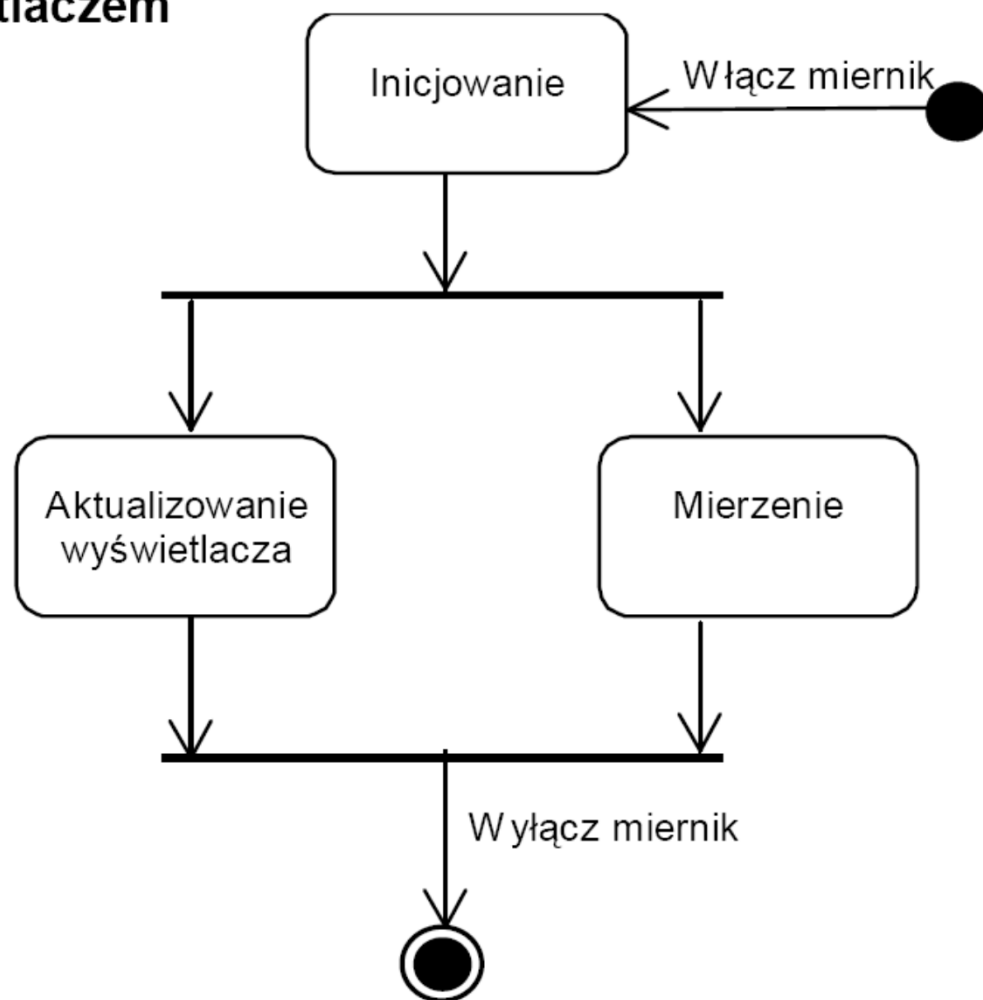 tlaczem
Włącz miernik
Inicjowanie
Aktualizowanie
wyświetlacza
Mierzenie
Wyłącz miernik